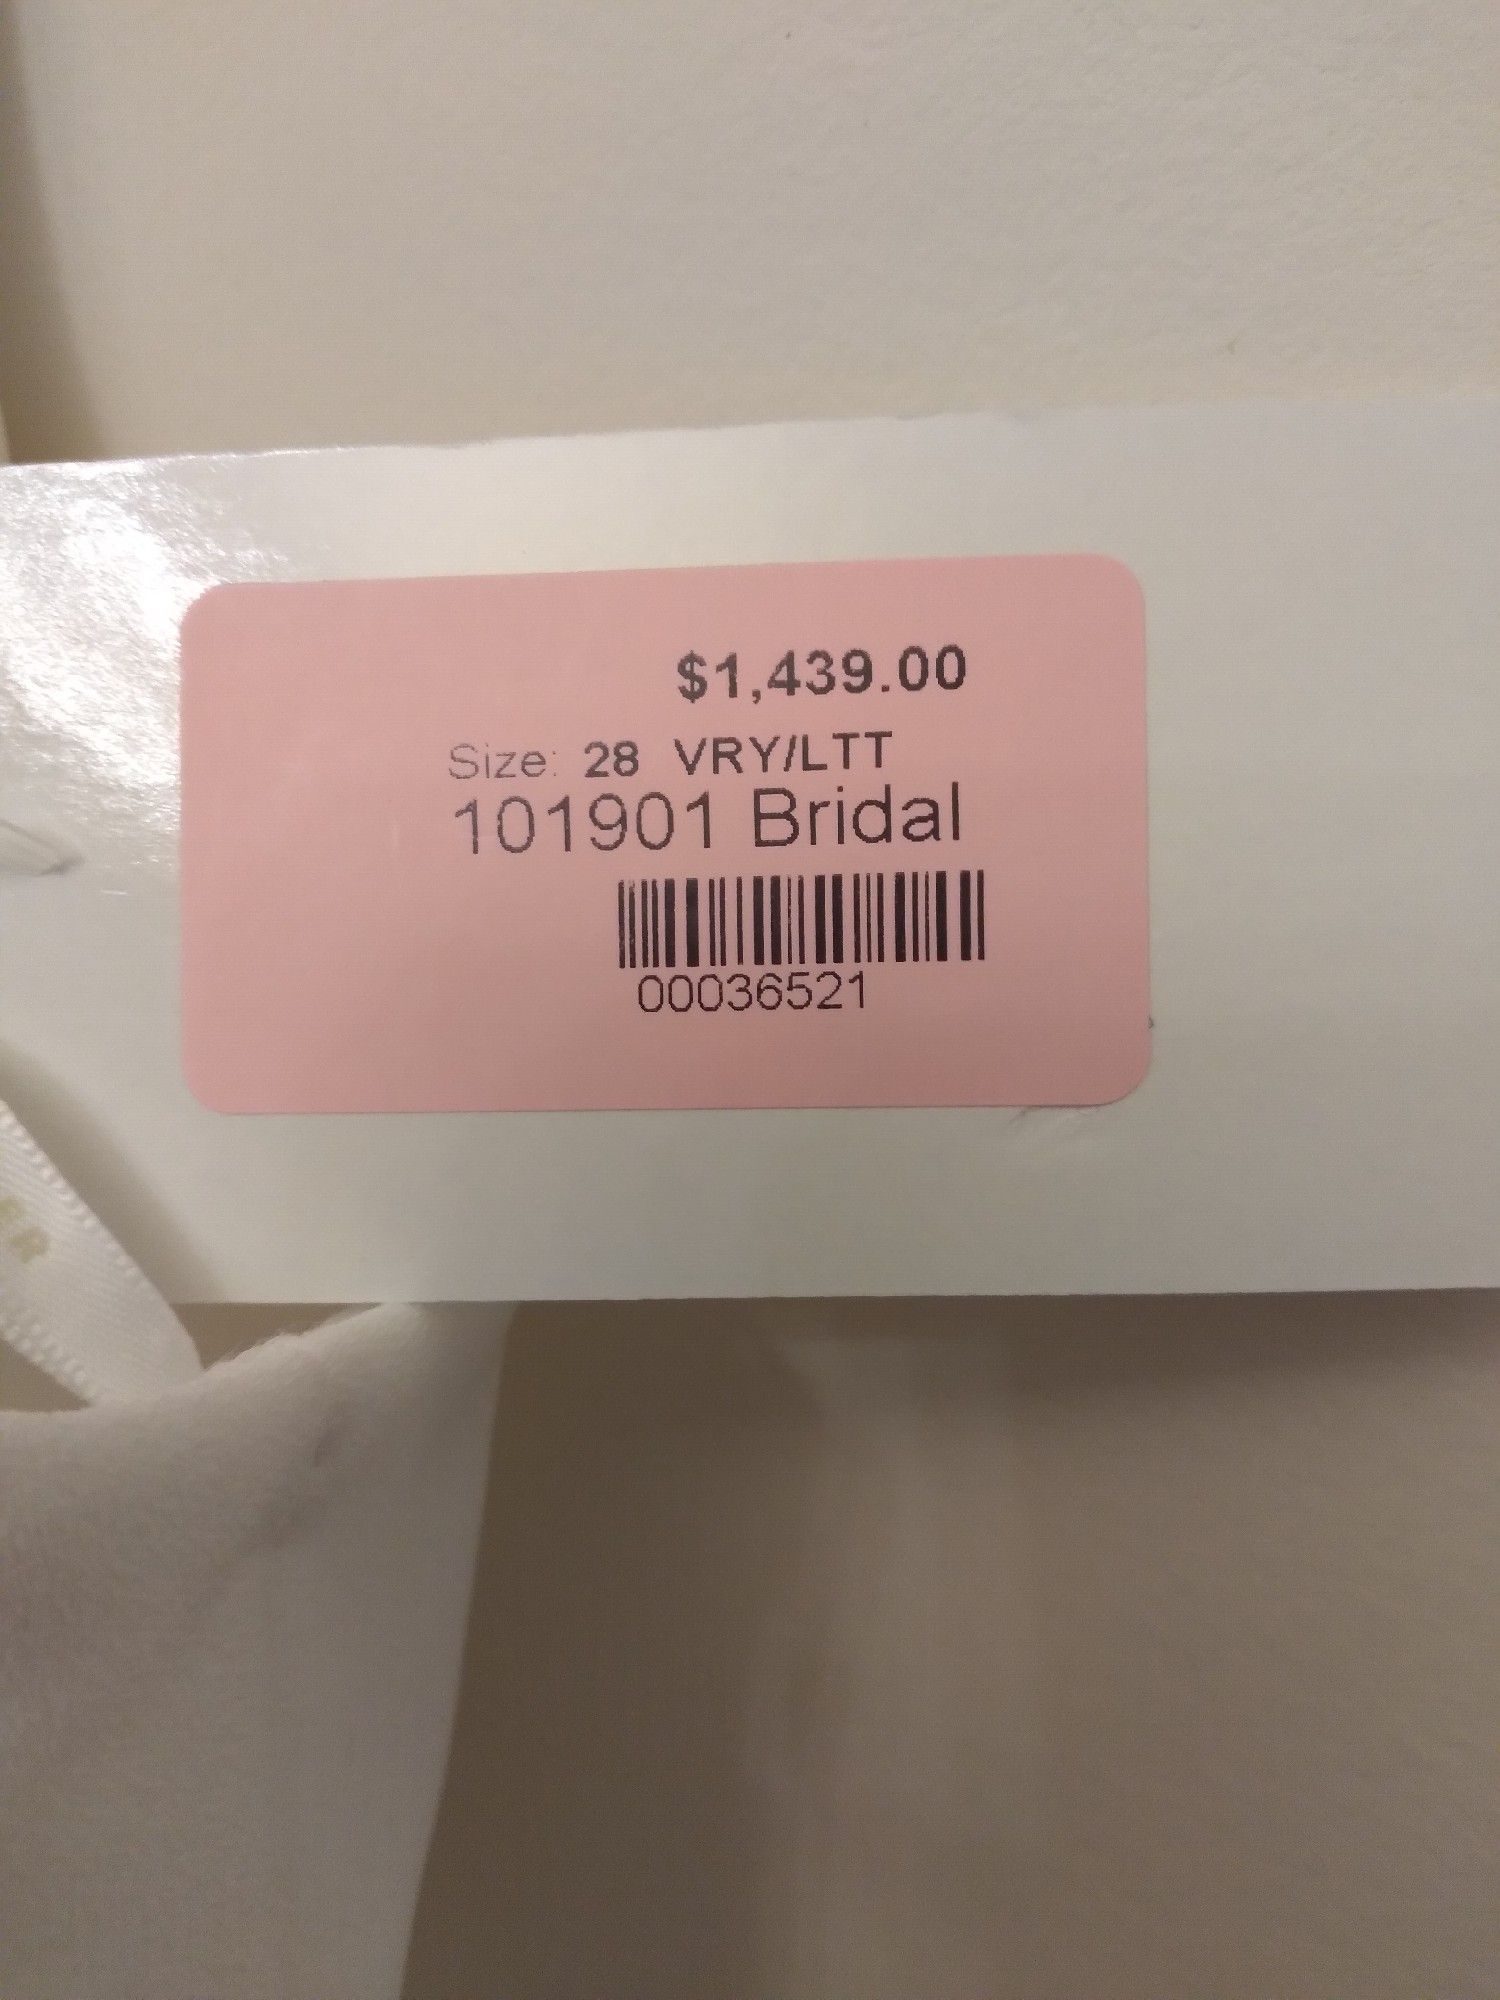 $1,439.00
Size: 28 VRY/LTT
101901 Bridal
00036521